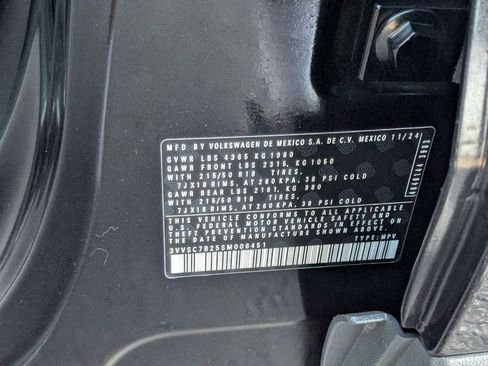 MFD BY VOLKSWAGEN DE MEXICO S.A. DE C.V. MEXICO 11/24
GVWR LBS 4365 KG 1980
GAWR FRONT LBS 2315, KG 1050
WITH 215/60 R18 TIRES.
7JX18 RIMS, AT 260 KPA, 38 PSI COLD
GAWR REAR LBS 2161, KG 980
WITH 215/60 R18 TIRES.
7JX18 RIMS, AT 260 KPA, 38 PSI COLD
THIS VEHICLE CONFORMS TO ALL APPLICABLE
U.S. FEDERAL MOTOR VEHICLE SAFETY AND
THEFT PREVENTION STANDARDS IN EFFECT ON
THE DATE OF MANUFACTURE SHOWN ABOVE.
3VVSC7B25SM006451 TYPE: MPV